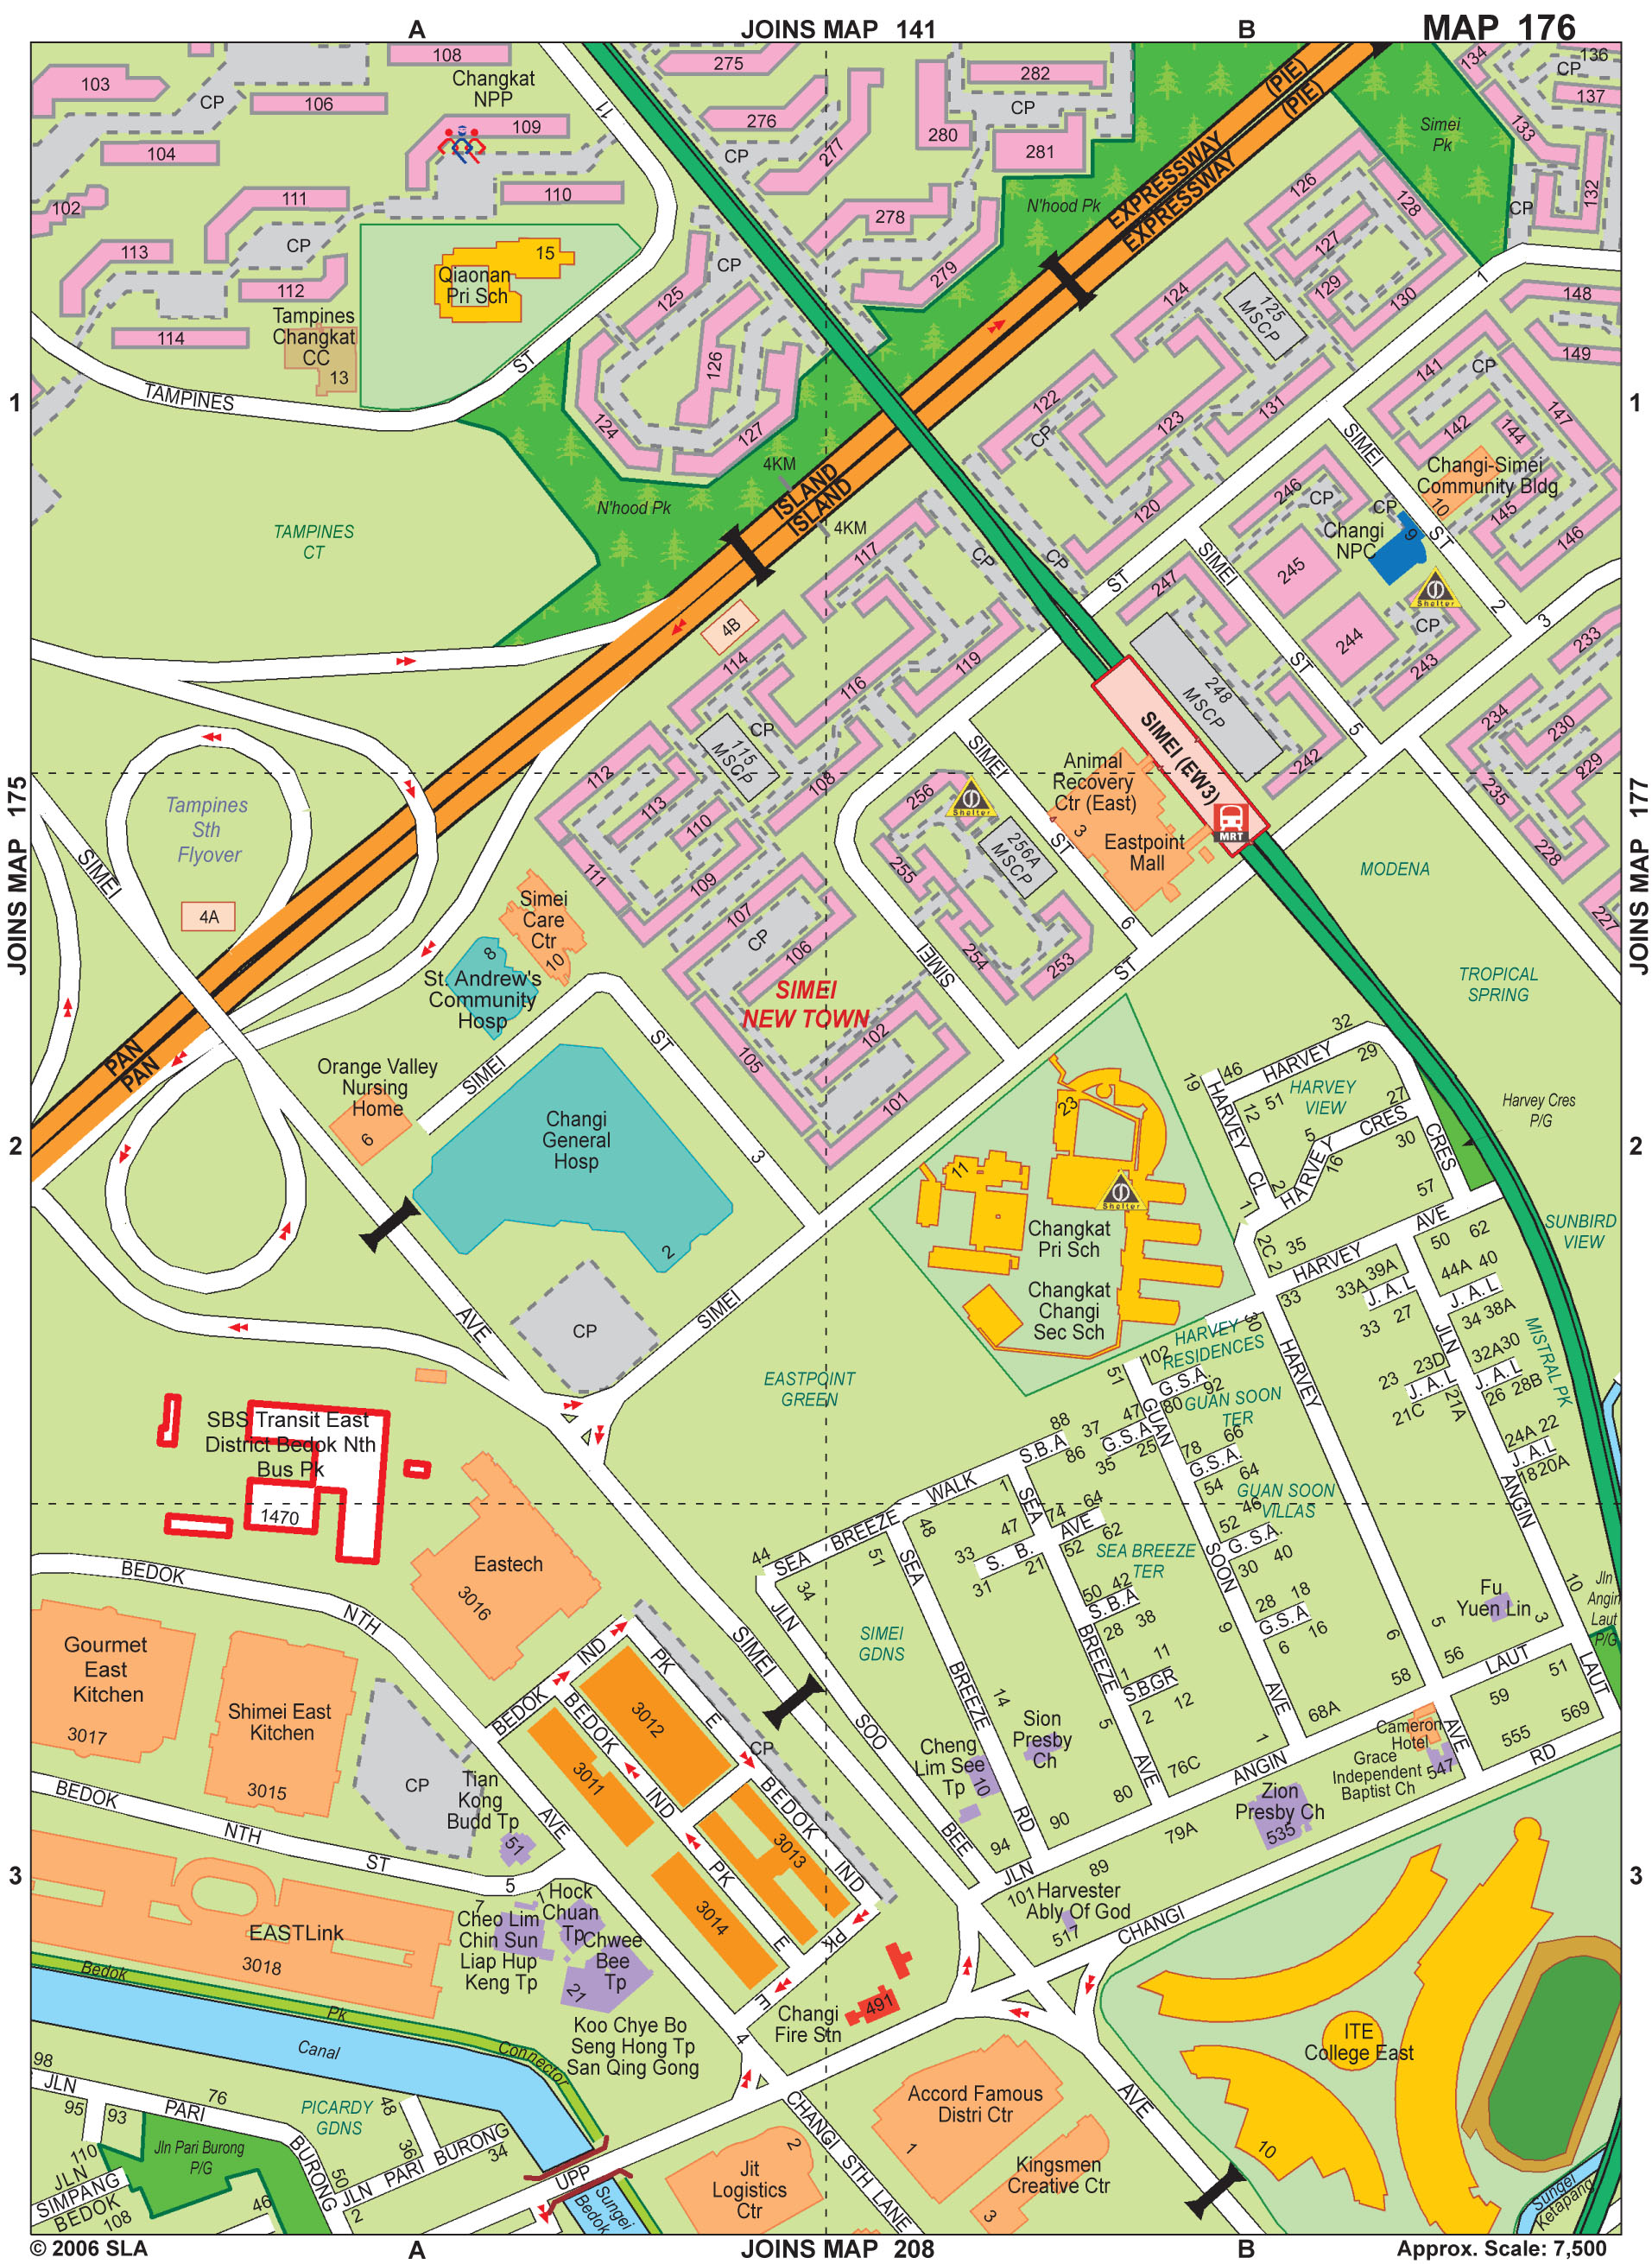 A
JOINS MAP 141
B
MAP 176
108
Changkat
NPP
103
CP
106
109
104
110
111
102
113
CP
112
114
Tampines
Changkat
CC
13
15
Qiaonan
Pri Sch
11
TAMPINES
ST
275
276
CP
277
280
282
CP
281
278
279
CP
125
126
124
127
N'hood Pk
EXPRESSWAY (PIE)
EXPRESSWAY (PIE)
Simei
Pk
134
136
CP
137
133
132
CP
126
128
127
129
130
124
125
MSCP
1
148
149
141
CP
142
144
147
145
146
122
CP
123
131
120
SIMEI
Changi-Simei
Community Bldg
10
246
CP
CP
Changi
NPC
9
ST
245
244
Shelter
CP
243
2
3
233
1
1
TAMPINES
CT
N'hood Pk
4KM
ISLAND
ISLAND
4KM
117
CP
CP
ST
SIMEI
247
ST
5
248
MSCP
242
234
230
229
235
228
227
4B
114
116
119
CP
115
MSCP
108
112
113
110
111
109
107
CP
106
SIMEI
NEW TOWN
105
102
101
SIMEI
256
Shelter
256A
MSCP
255
254
253
SIMEI
ST
6
ST
Animal
Recovery
Ctr (East)
3
Eastpoint
Mall
SIMEI (EW3)
MRT
MODENA
TROPICAL
SPRING
JOINS MAP 175
JOINS MAP 177
Tampines
Sth
Flyover
4A
SIMEI
PAN
PAN
Simei
Care
Ctr
10
8
St. Andrew's
Community
Hosp
Orange Valley
Nursing
Home
6
SIMEI
ST
3
Changi
General
Hosp
2
CP
SIMEI
AVE
2
2
23
11
Shelter
Changkat
Pri Sch
Changkat
Changi
Sec Sch
EASTPOINT
GREEN
19
46
HARVEY
32
29
HARVEY
12
51
HARVEY
VIEW
27
5
CRES
30
CRES
HARVEY
16
CL
2
1
57
Harvey Cres
P/G
SUNBIRD
VIEW
2C
2
35
HARVEY
AVE
33
33A
39A
J. A. L
33
27
50
62
44A
40
J. A. L
34
38A
JLN
32A
30
J. A. L
26
28B
23
23D
J. A. L
21C
21A
24A
22
J. A. L
18
20A
ANGIN
MISTRAL PK
30
HARVEY
HARVEY
RESIDENCES
102
51
G.S.A.
92
GUAN SOON
TER
80
47
GUAN
37
G.S.A
25
35
78
66
G.S.A.
54
64
46
GUAN SOON
VILLAS
52
G.S.A.
30
40
SOON
28
18
G.S.A
6
16
9
AVE
1
88
S.B.A
86
WALK
1
SEA
74
64
AVE
62
52
47
48
33
S. B.
21
31
SEA BREEZE
44
34
51
SEA
SEA BREEZE
TER
50
42
S.B.A
28
38
BREEZE
11
1
S.BGR
12
2
5
AVE
SIMEI
GDNS
JLN
SOO
BEE
BREEZE
14
RD
Sion
Presby
Ch
Cheng
Lim See
Tp
10
94
90
80
76C
JLN
ANGIN
68A
58
6
5
56
LAUT
Fu
Yuen Lin
3
10
Jln
Angin
Laut
P/G
51
LAUT
59
569
555
RD
AVE
Cameron
Hotel
Grace
Independent
Baptist Ch
547
Zion
Presby Ch
535
79A
89
101
Harvester
Ably Of God
517
CHANGI
SBS Transit East
District Bedok Nth
Bus Pk
1470
Eastech
3016
BEDOK
NTH
AVE
Gourmet
East
Kitchen
3017
Shimei East
Kitchen
3015
CP
BEDOK
NTH
ST
5
Tian
Kong
Budd Tp
51
BEDOK
IND
PK
E
BEDOK
IND
PK
E
3012
3011
3013
3014
CP
BEDOK
IND
PK
E
SIMEI
3
3
EASTLink
3018
7
1
Hock
Chuan
Tp
Cheo Lim
Chin Sun
Liap Hup
Keng Tp
Chwee
Bee
Tp
21
Koo Chye Bo
Seng Hong Tp
San Qing Gong
4
Changi
Fire Stn
491
Bedok
Pk
Connector
Canal
98
JLN
95
93
PARI
76
BURONG
PICARDY
GDNS
48
36
34
JLN PARI BURONG
50
2
46
Jln Pari Burong
P/G
110
JLN
SIMPANG
BEDOK
108
UPP
Sungei
Bedok
CHANGI STH LANE
Jit
Logistics
Ctr
2
Accord Famous
Distri Ctr
1
Kingsmen
Creative Ctr
3
AVE
ITE
College East
10
Sungei
Ketapang
© 2006 SLA
A
JOINS MAP 208
B
Approx. Scale: 7,500